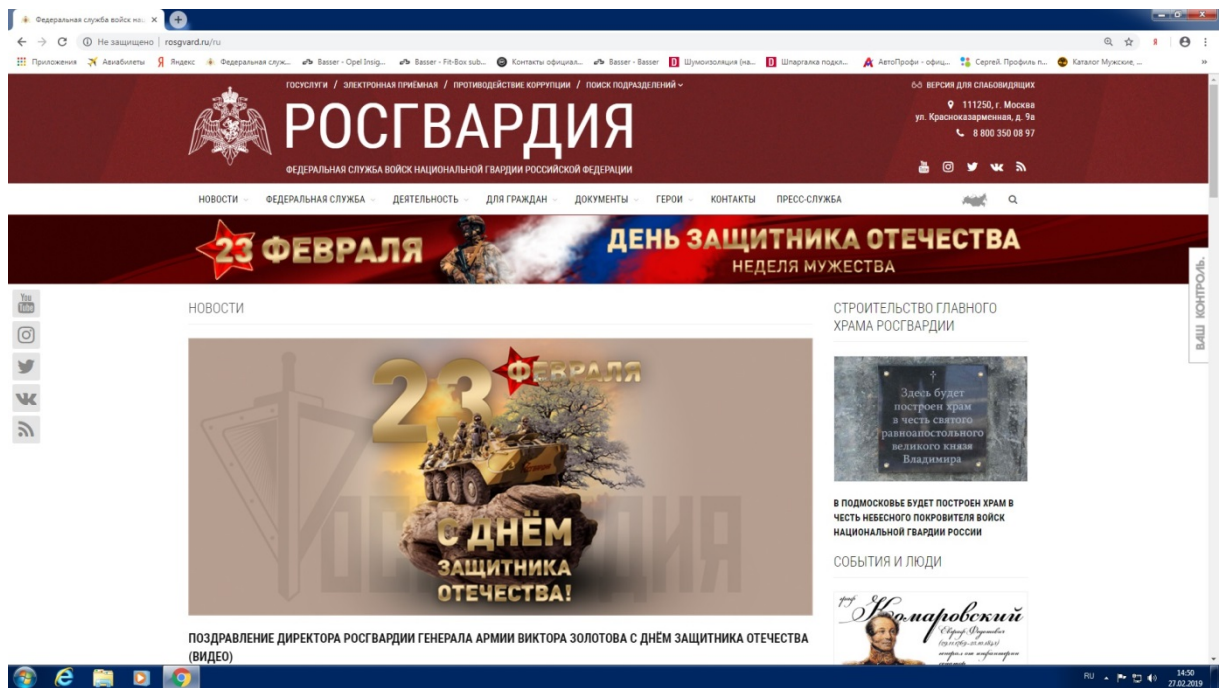 Федеральная служба войск нац
Не защищено | rosgvard.ru/ru
Приложения Авиабилеты Яндекс Федеральная служ... Basser - Opel Insig... Basser - Fit-Box sub... Контакты официал... Basser - Basser Шумоизоляция (на... Шпаргалка подкл... АвтоПрофи - офиц... Сергей. Профиль п... Каталог Мужские, ... »
ГОСУСЛУГИ / ЭЛЕКТРОННАЯ ПРИЁМНАЯ / ПРОТИВОДЕЙСТВИЕ КОРРУПЦИИ / ПОИСК ПОДРАЗДЕЛЕНИЙ
ВЕРСИЯ ДЛЯ СЛАБОВИДЯЩИХ
111250, г. Москва
ул. Красноказарменная, д. 9а
8 800 350 08 97
РОСГВАРДИЯ
ФЕДЕРАЛЬНАЯ СЛУЖБА ВОЙСК НАЦИОНАЛЬНОЙ ГВАРДИИ РОССИЙСКОЙ ФЕДЕРАЦИИ
НОВОСТИ ФЕДЕРАЛЬНАЯ СЛУЖБА ДЕЯТЕЛЬНОСТЬ ДЛЯ ГРАЖДАН ДОКУМЕНТЫ ГЕРОИ КОНТАКТЫ ПРЕСС-СЛУЖБА
23 ФЕВРАЛЯ
ДЕНЬ ЗАЩИТНИКА ОТЕЧЕСТВА
НЕДЕЛЯ МУЖЕСТВА
ВАШ КОНТРОЛЬ.
You
Tube
НОВОСТИ
23 ФЕВРАЛЯ
РОСГВАРДИЯ
С ДНЁМ
ЗАЩИТНИКА
ОТЕЧЕСТВА!
ПОЗДРАВЛЕНИЕ ДИРЕКТОРА РОСГВАРДИИ ГЕНЕРАЛА АРМИИ ВИКТОРА ЗОЛОТОВА С ДНЁМ ЗАЩИТНИКА ОТЕЧЕСТВА
(ВИДЕО)
СТРОИТЕЛЬСТВО ГЛАВНОГО
ХРАМА РОСГВАРДИИ
Здесь будет
построен храм
в честь святого
равноапостольного
великого князя
Владимира
В ПОДМОСКОВЬЕ БУДЕТ ПОСТРОЕН ХРАМ В
ЧЕСТЬ НЕБЕСНОГО ПОКРОВИТЕЛЯ ВОЙСК
НАЦИОНАЛЬНОЙ ГВАРДИИ РОССИИ
СОБЫТИЯ И ЛЮДИ
граф
Комаровский
RU
14:50
27.02.2019